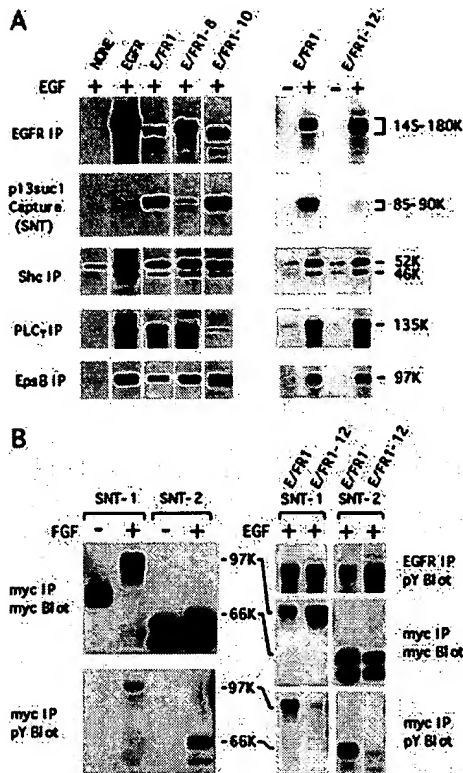 A
NONE EGFR E/FR1 E/FR1-8 E/FR1-10 E/FR1 E/FR1-12
EGF + + + + + - + - +
EGFR IP 145-180K
p13suc1
Capture
(SNT) 85-90K
Shc IP 52K
46K
PLCγ IP 135K
Eps8 IP 97K
B
E/FR1 E/FR1-12 E/FR1 E/FR1-12
SNT-1 SNT-2 SNT-1 SNT-2
FGF - + - + EGF + + + +
EGFR IP
pY Blot
-97K
myc IP
myc Blot
-66K
myc IP
myc Blot
-97K
myc IP
pY Blot
-66K
myc IP
pY Blot